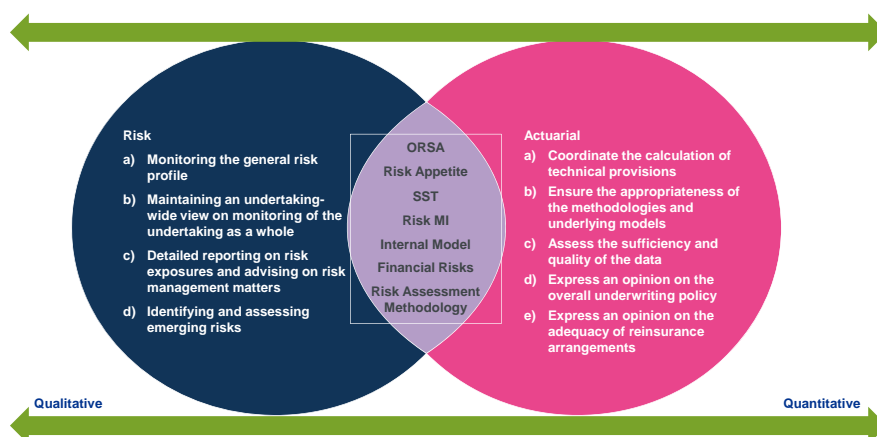 Risk
a) Monitoring the general risk
profile
b) Maintaining an undertaking-
wide view on monitoring of the
undertaking as a whole
c) Detailed reporting on risk
exposures and advising on risk
management matters
d) Identifying and assessing
emerging risks
ORSA
Risk Appetite
SST
Risk MI
Internal Model
Financial Risks
Risk Assessment
Methodology
Actuarial
a) Coordinate the calculation of
technical provisions
b) Ensure the appropriateness of
the methodologies and
underlying models
c) Assess the sufficiency and
quality of the data
d) Express an opinion on the
overall underwriting policy
e) Express an opinion on the
adequacy of reinsurance
arrangements
Qualitative
Quantitative